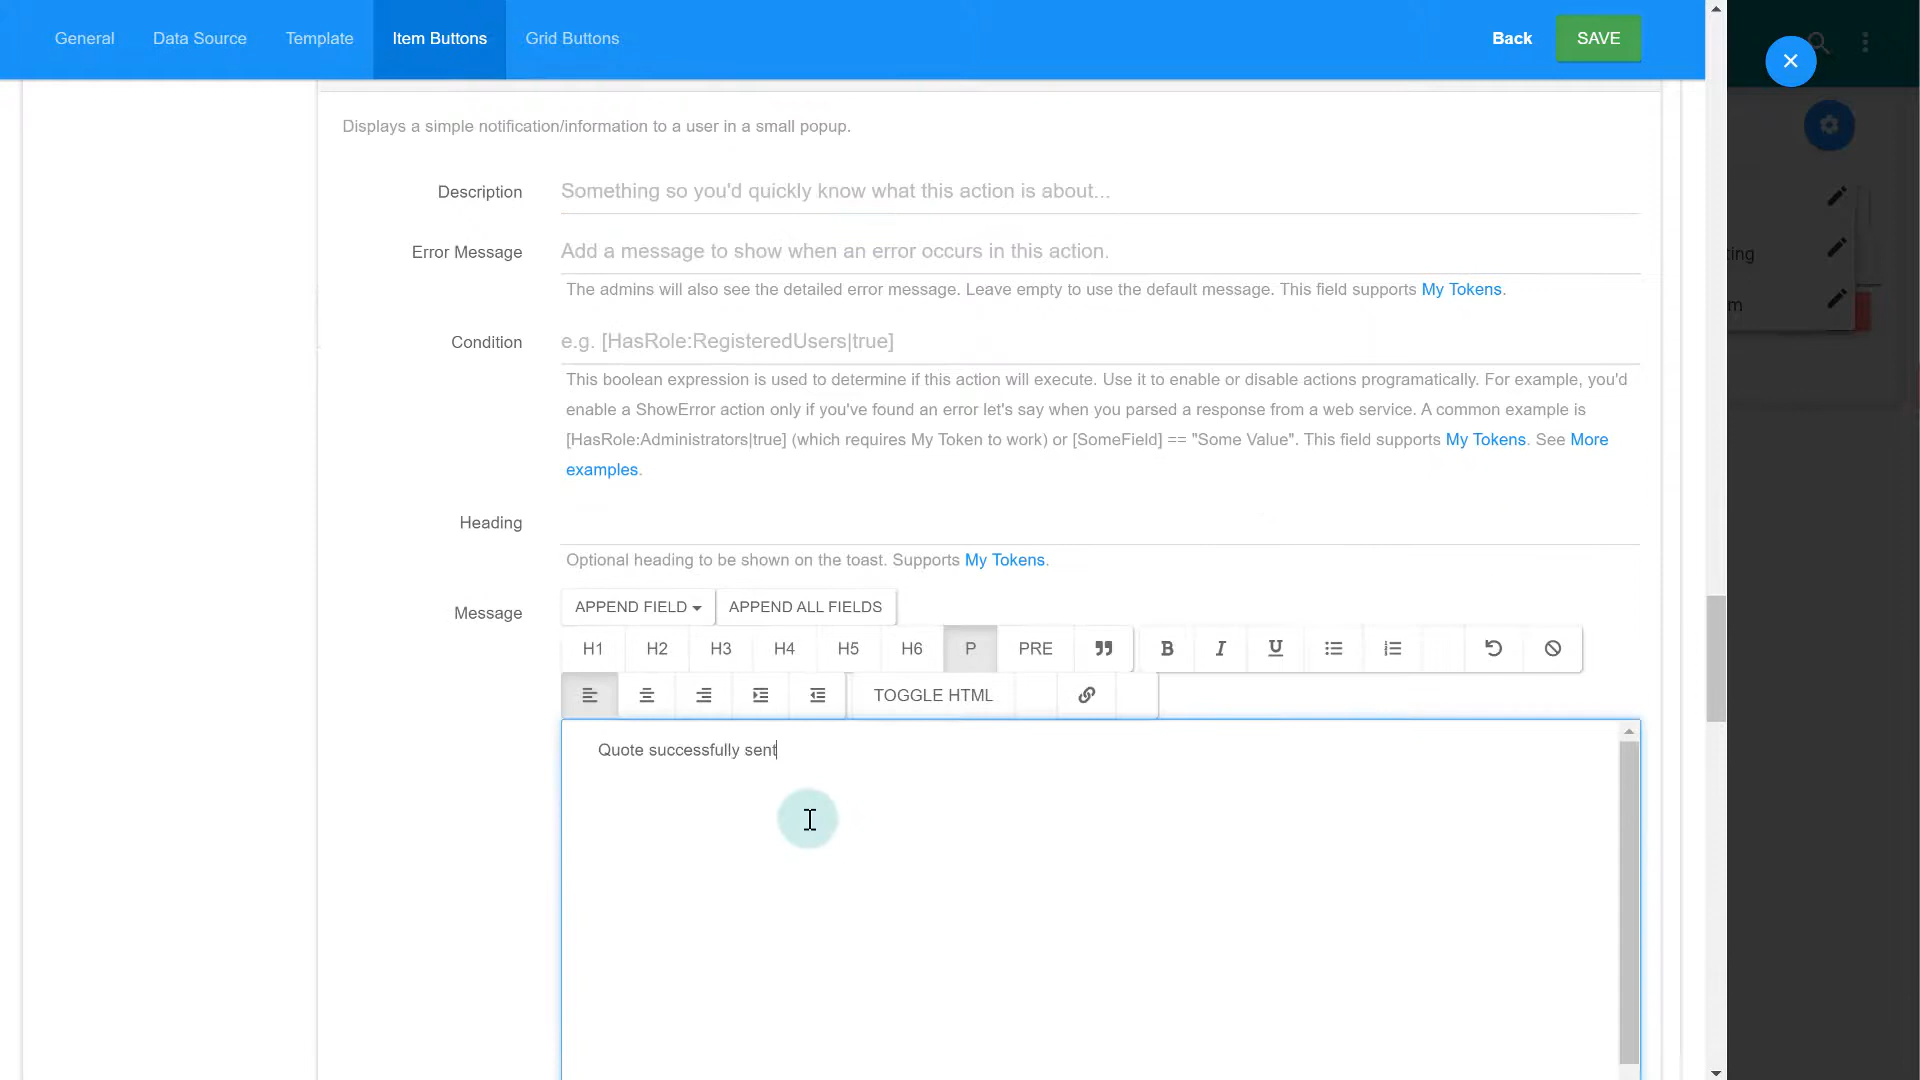 General Data Source Template Item Buttons Grid Buttons Back SAVE
Displays a simple notification/information to a user in a small popup.
Description Something so you'd quickly know what this action is about...
Error Message Add a message to show when an error occurs in this action.
The admins will also see the detailed error message. Leave empty to use the default message. This field supports My Tokens.
ting
Condition e.g. [HasRole:RegisteredUsers|true]
m
This boolean expression is used to determine if this action will execute. Use it to enable or disable actions programatically. For example, you'd
enable a ShowError action only if you've found an error let's say when you parsed a response from a web service. A common example is
[HasRole:Administrators|true] (which requires My Token to work) or [SomeField] == "Some Value". This field supports My Tokens. See More
examples.
Heading
Optional heading to be shown on the toast. Supports My Tokens.
Message APPEND FIELD APPEND ALL FIELDS
H1 H2 H3 H4 H5 H6 P PRE B I U
TOGGLE HTML
Quote successfully sent